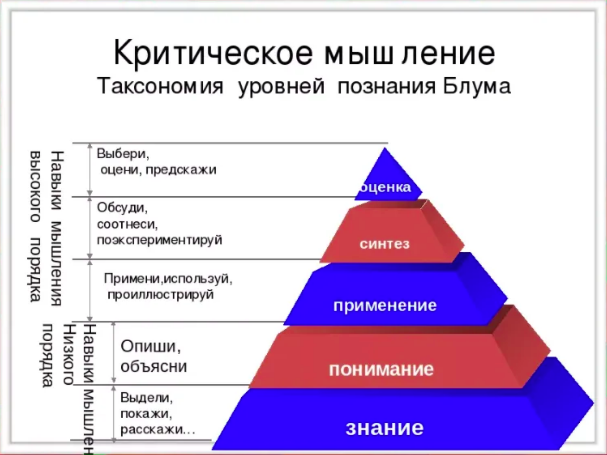 Критическое мышление
Таксономия уровней познания Блума
Навыки мышления
высокого порядка
Выбери,
оцени, предскажи
оценка
Обсуди,
соотнеси,
поэкспериментируй
синтез
Примени,используй,
проиллюстрируй
применение
Навыки мышлен
Низкого
порядка
Опиши,
объясни
понимание
Выдели,
покажи,
расскажи...
знание